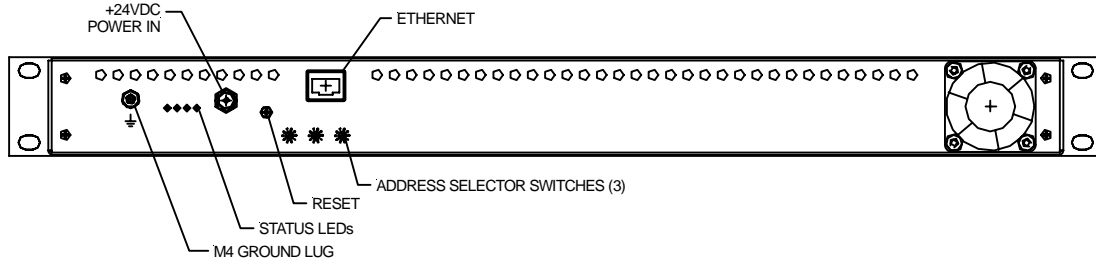 +24VDC
POWER IN
ETHERNET
ADDRESS SELECTOR SWITCHES (3)
RESET
STATUS LEDs
M4 GROUND LUG